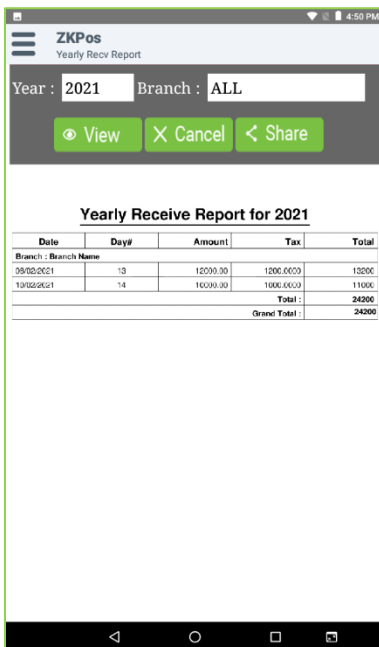 4:50 PM
ZKPos
Yearly Recv Report
Year : 2021 Branch : ALL
View Cancel Share
Yearly Receive Report for 2021
Date Day# Amount Tax Total
Branch : Branch Name
08/02/2021 13 12000.00 1200.0000 13200
10/02/2021 14 10000.00 1000.0000 11000
Total : 24200
Grand Total : 24200